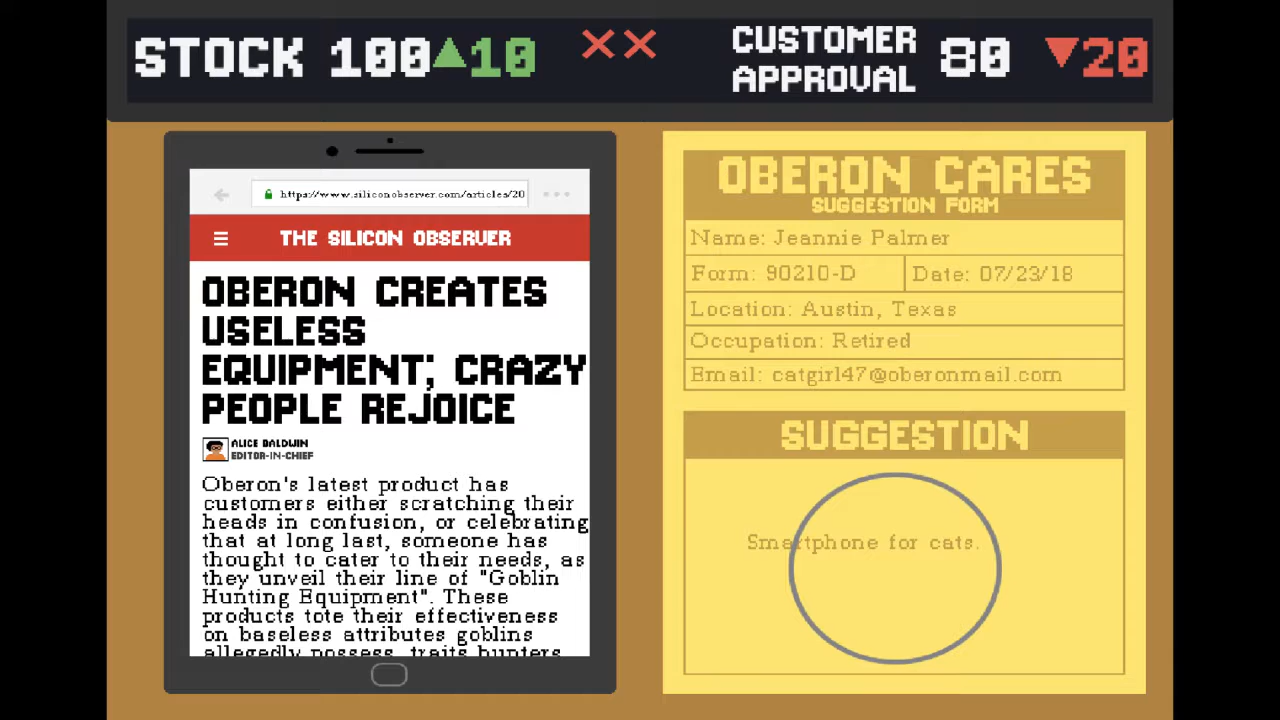 STOCK 100▲10
XX
CUSTOMER
APPROVAL 80 ▼20
https://www.siliconobserver.com/articles/20
THE SILICON OBSERVER
OBERON CREATES
USELESS
EQUIPMENT; CRAZY
PEOPLE REJOICE
ALICE BALDWIN
EDITOR-IN-CHIEF
Oberon's latest product has
customers either scratching their
heads in confusion, or celebrating
that at long last, someone has
thought to cater to their needs, as
they unveil their line of "Goblin
Hunting Equipment". These
products tote their effectiveness
on baseless attributes goblins
allegedly possess, traits hunters
OBERON CARES
SUGGESTION FORM
Name: Jeannie Palmer
Form: 90210-D
Date: 07/23/18
Location: Austin, Texas
Occupation: Retired
Email: catgirl47@oberonmail.com
SUGGESTION
Smartphone for cats.